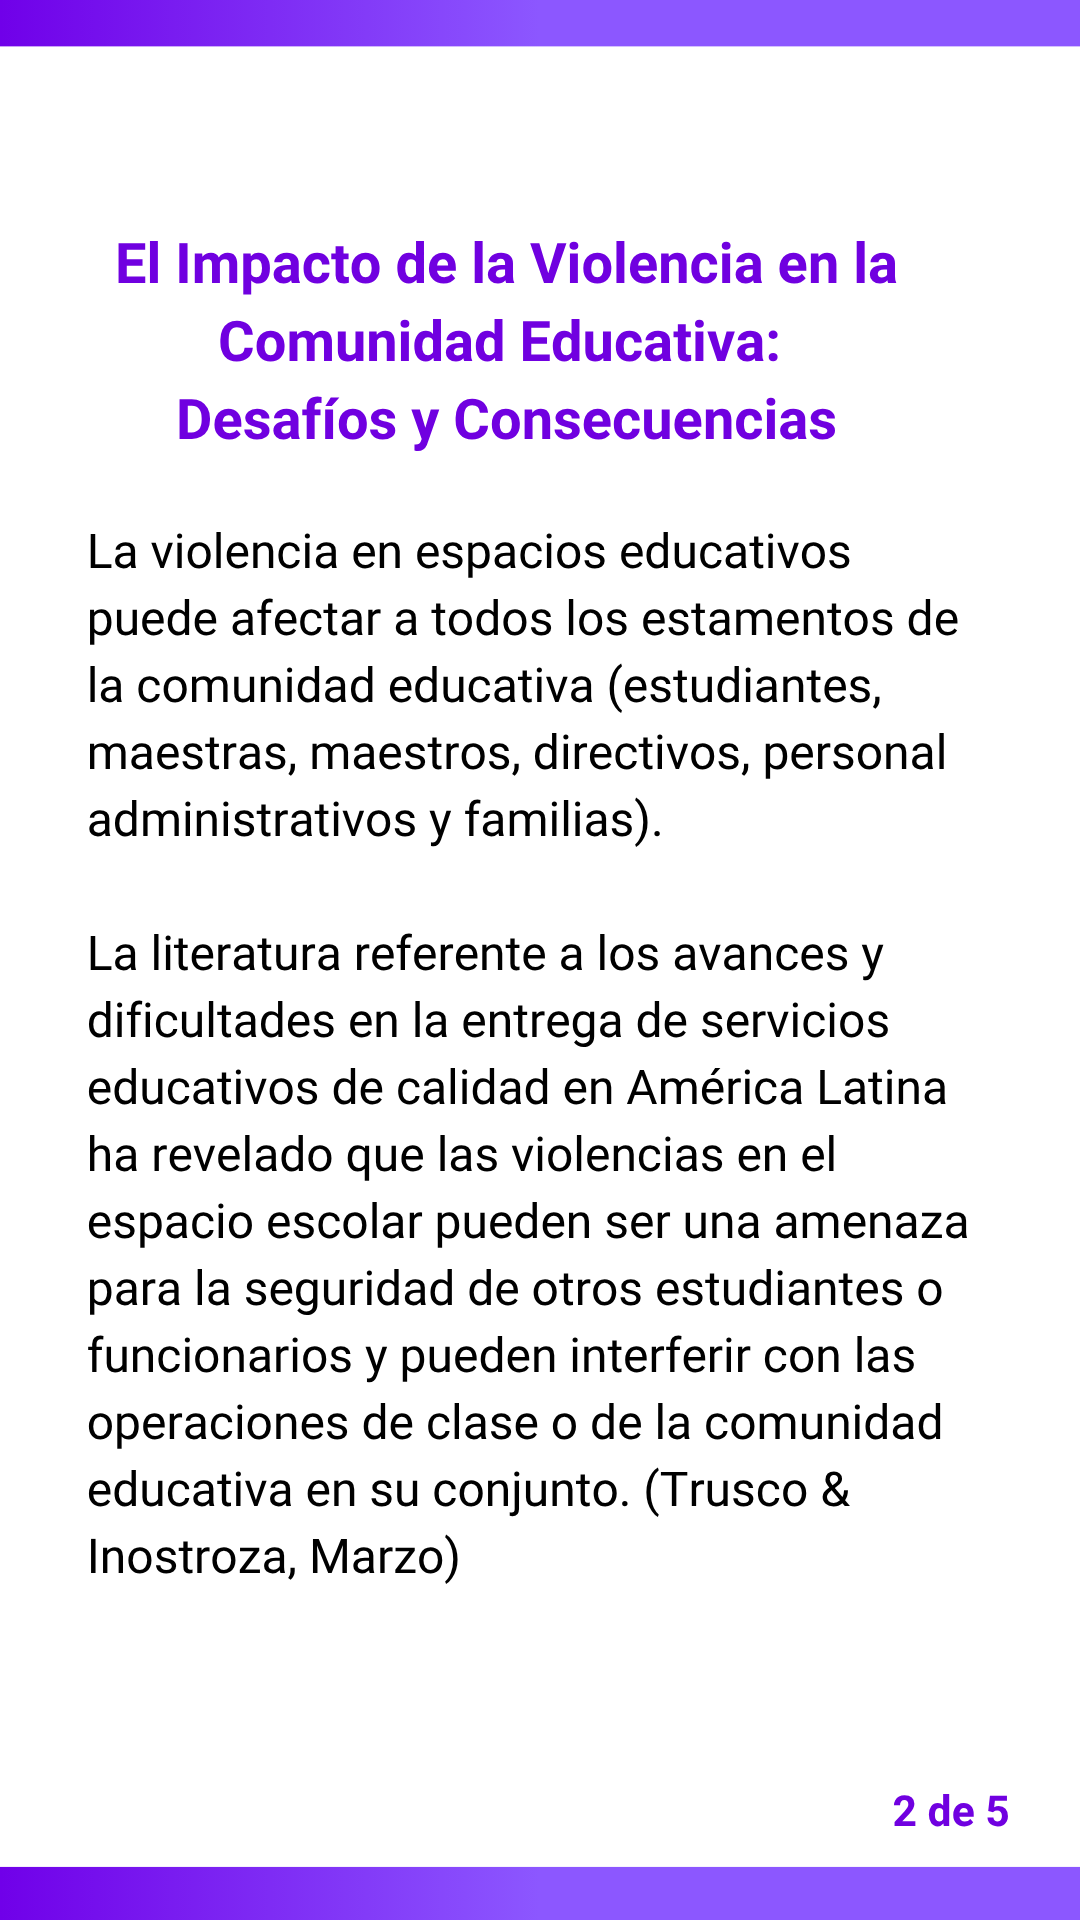 El Impacto de la Violencia en la
Comunidad Educativa:
Desafíos y Consecuencias
La violencia en espacios educativos
puede afectar a todos los estamentos de
la comunidad educativa (estudiantes,
maestras, maestros, directivos, personal
administrativos y familias).
La literatura referente a los avances y
dificultades en la entrega de servicios
educativos de calidad en América Latina
ha revelado que las violencias en el
espacio escolar pueden ser una amenaza
para la seguridad de otros estudiantes o
funcionarios y pueden interferir con las
operaciones de clase o de la comunidad
educativa en su conjunto. (Trusco &
Inostroza, Marzo)
2 de 5